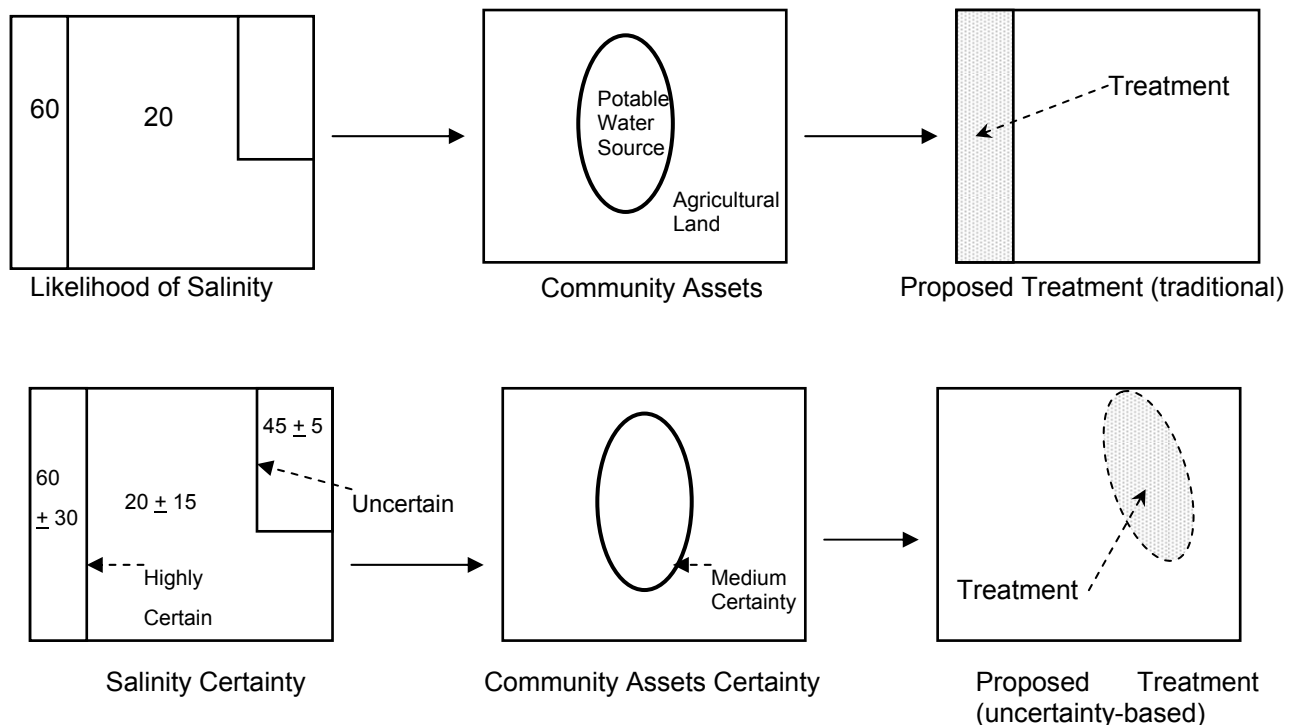 60
20
Likelihood of Salinity
Potable
Water
Source
Agricultural
Land
Community Assets
Treatment
Proposed Treatment (traditional)
60
+ 30
20 + 15
45 + 5
Uncertain
Highly
Certain
Salinity Certainty
Medium
Certainty
Community Assets Certainty
Treatment
Proposed Treatment
(uncertainty-based)